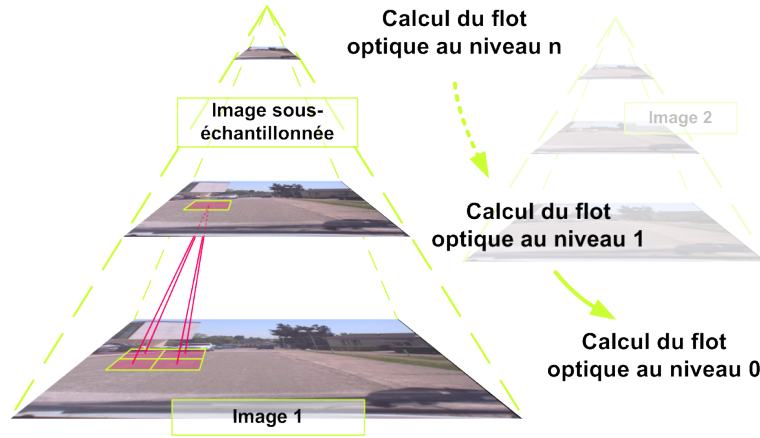 Calcul du flot
optique au niveau n
Image sous-
échantillonnée
Image 2
Calcul du flot
optique au niveau 1
Calcul du flot
optique au niveau 0
Image 1